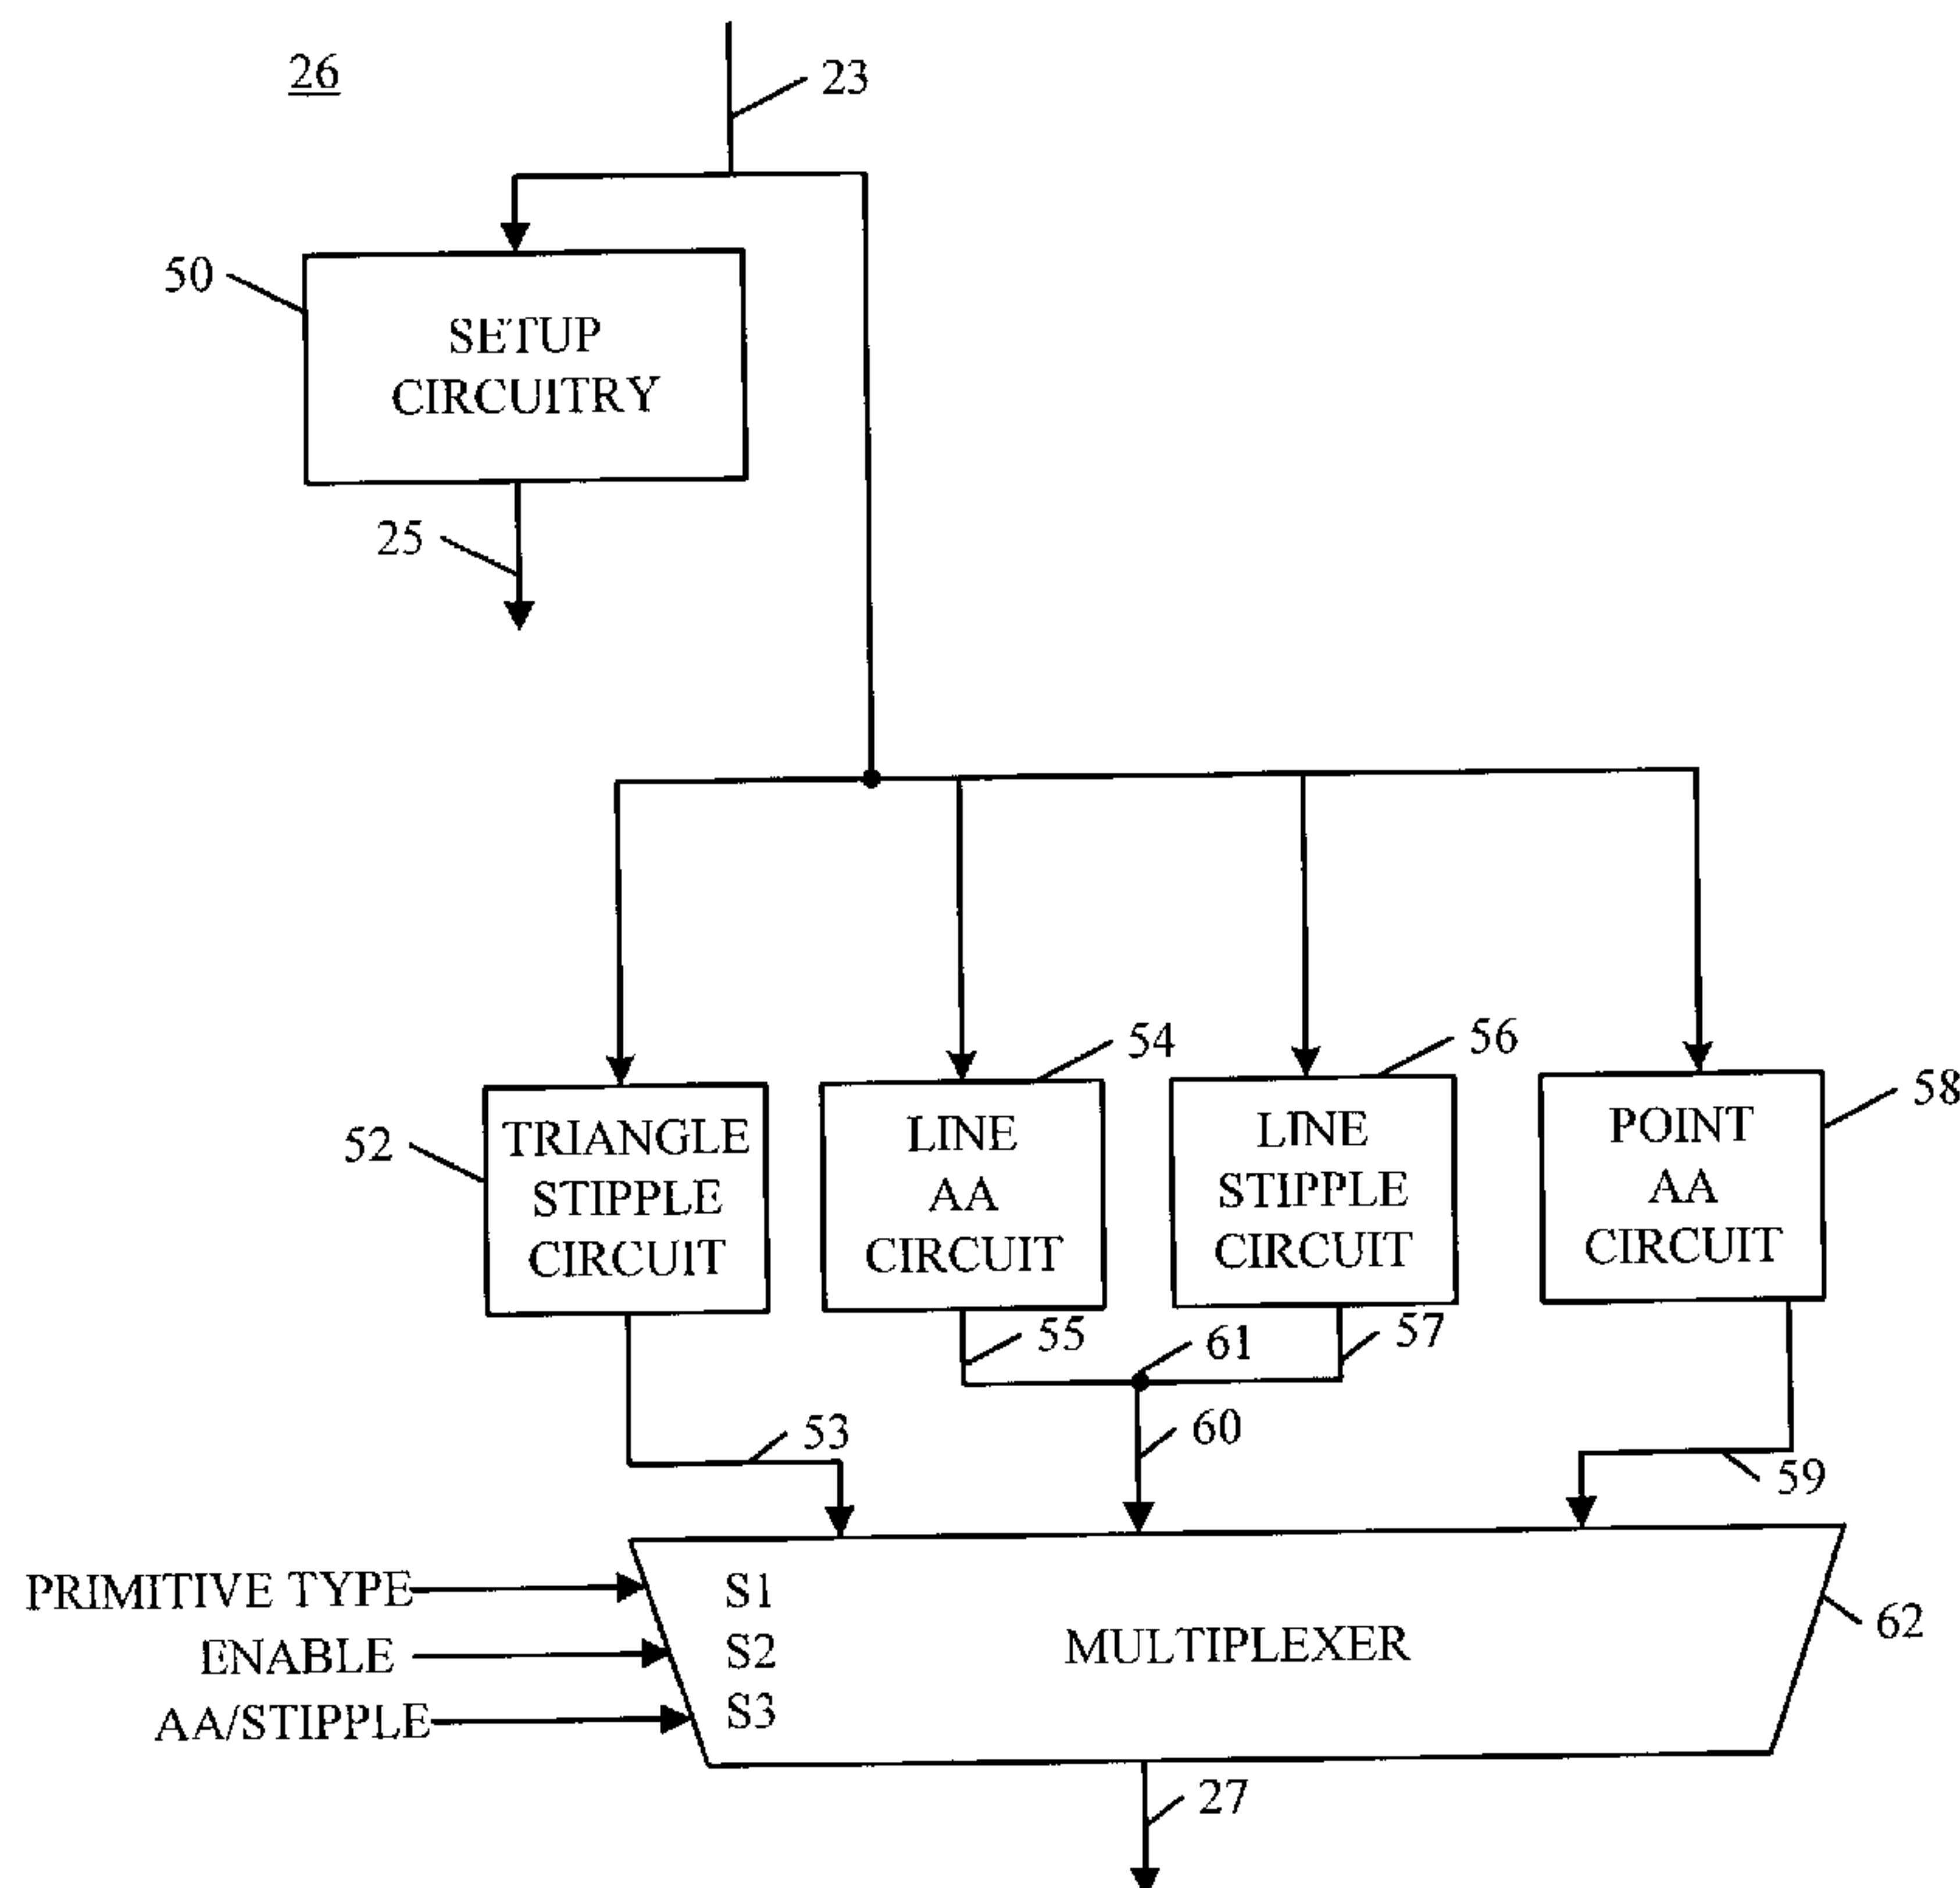 26
23
50
SETUP
CIRCUITRY
25
54
56
58
52
TRIANGLE
STIPPLE
CIRCUIT
LINE
AA
CIRCUIT
LINE
STIPPLE
CIRCUIT
POINT
AA
CIRCUIT
55
61
57
53
60
59
PRIMITIVE TYPE
ENABLE
AA/STIPPLE
S1
S2
S3
MULTIPLEXER
62
27